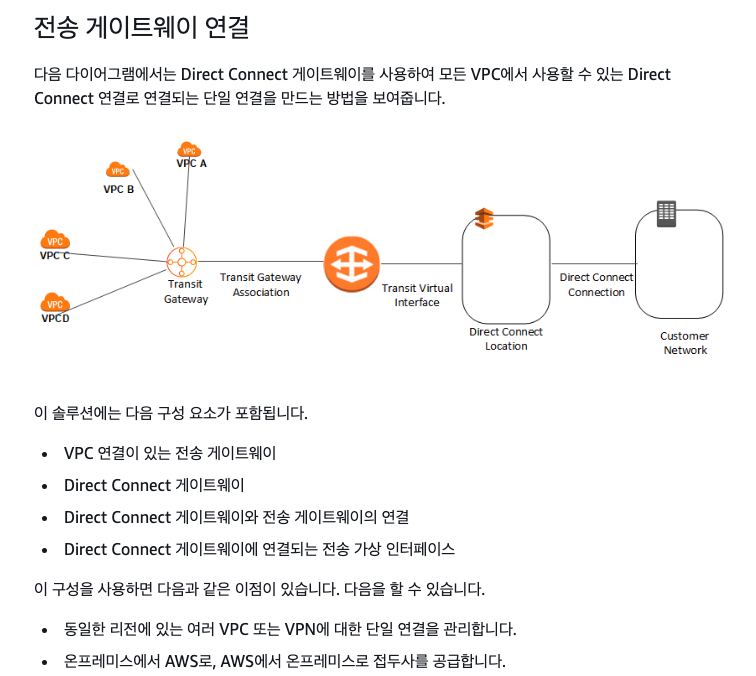 전송 게이트웨이 연결
다음 다이어그램에서는 Direct Connect 게이트웨이를 사용하여 모든 VPC에서 사용할 수 있는 Direct
Connect 연결로 연결되는 단일 연결을 만드는 방법을 보여줍니다.
VPC
VPC A
VPC
VPC B
VPC
VPC C
VPC
VPCD
Transit
Gateway
Transit Gateway
Association
Transit Virtual
Interface
Direct Connect
Location
Direct Connect
Connection
Customer
Network
이 솔루션에는 다음 구성 요소가 포함됩니다.
• VPC 연결이 있는 전송 게이트웨이
• Direct Connect 게이트웨이
• Direct Connect 게이트웨이와 전송 게이트웨이의 연결
• Direct Connect 게이트웨이에 연결되는 전송 가상 인터페이스
이 구성을 사용하면 다음과 같은 이점이 있습니다. 다음을 할 수 있습니다.
• 동일한 리전에 있는 여러 VPC 또는 VPN에 대한 단일 연결을 관리합니다.
• 온프레미스에서 AWS로, AWS에서 온프레미스로 접두사를 공급합니다.